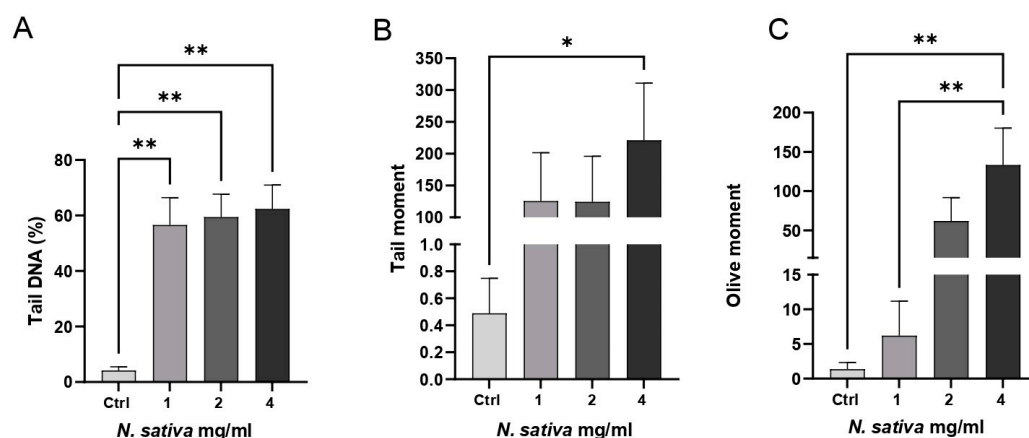 A
**
**
**
Tail DNA (%)
80
60
40
20
0
Ctrl 1 2 4
N. sativa mg/ml
B
*
Tail moment
350
300
250
200
150
100
1.0
0.8
0.6
0.4
0.2
0.0
Ctrl 1 2 4
N. sativa mg/ml
C
**
**
Olive moment
200
150
100
50
15
10
5
0
Ctrl 1 2 4
N. sativa mg/ml